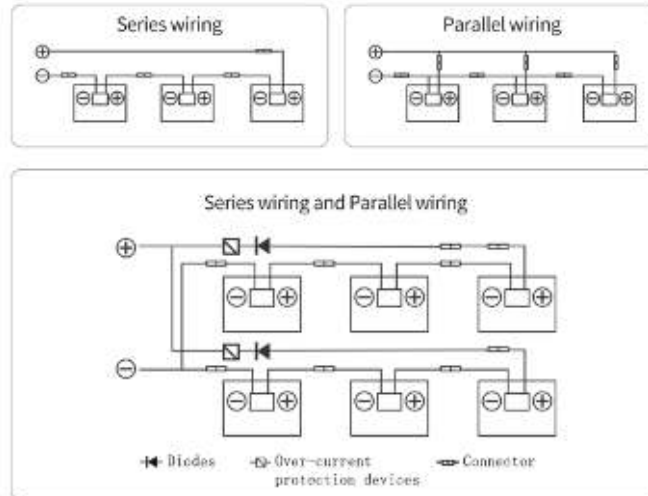 Series wiring
Parallel wiring
Series wiring and Parallel wiring
Diodes
Over-current
protection devices
Connector